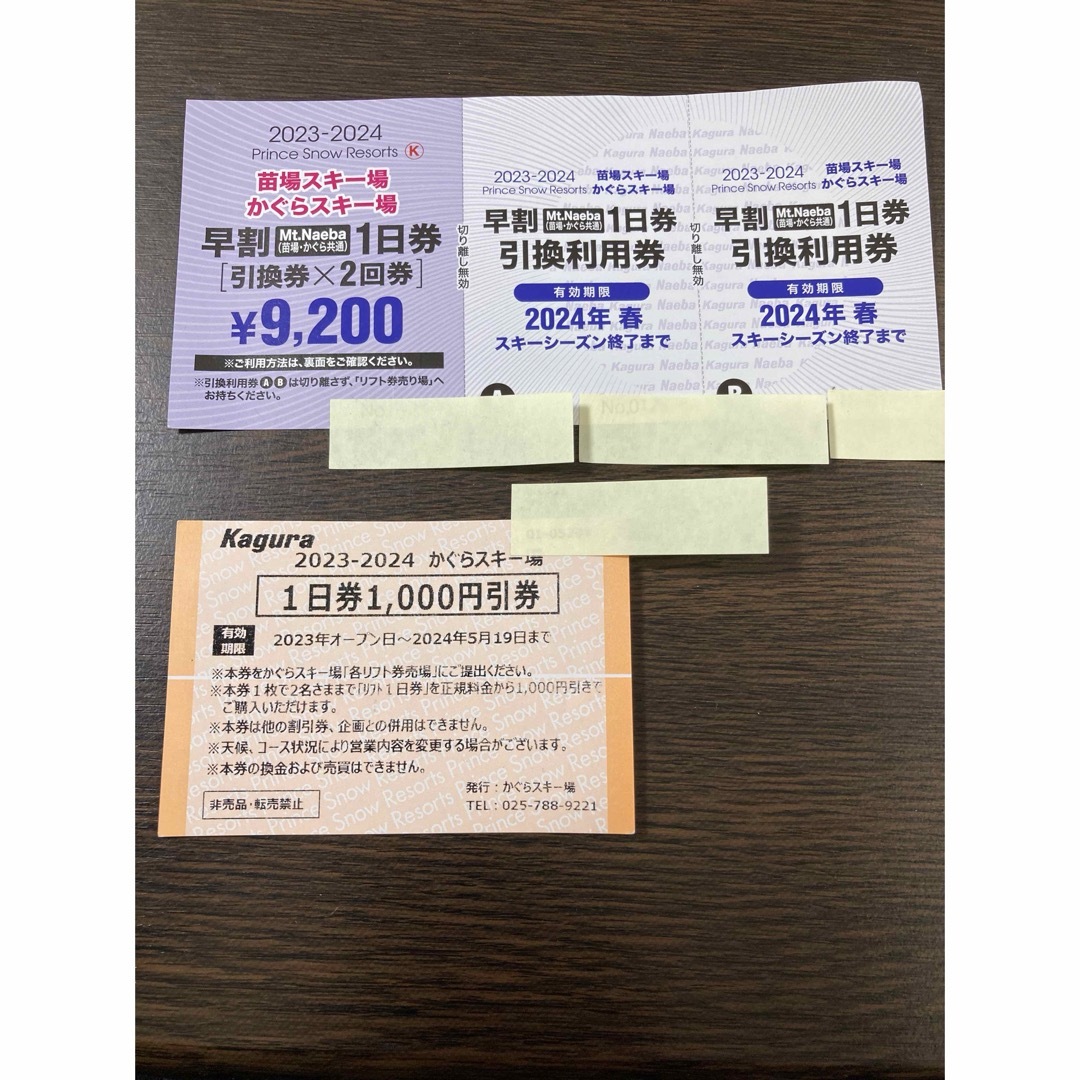 2023-2024
Prince Snow Resorts Ⓚ
苗場スキー場
かぐらスキー場
早割 Mt.Naeba (苗場・かぐら共通) 1日券
[引換券×2回券]
¥9,200
※ご利用方法は、裏面をご確認ください。
※引換利用券ⒶⒷは切り離さず、「リフト券売り場」へ
お持ちください。
切り離し無効
2023-2024
Prince Snow Resorts
苗場スキー場
かぐらスキー場
早割 Mt.Naeba (苗場・かぐら共通) 1日券
引換利用券
有効期限
2024年 春
スキーシーズン終了まで
切り離し無効
2023-2024
Prince Snow Resorts
苗場スキー場
かぐらスキー場
早割 Mt.Naeba (苗場・かぐら共通) 1日券
引換利用券
有効期限
2024年 春
スキーシーズン終了まで
Kagura
2023-2024 かぐらスキー場
1日券1,000円引券
有効期限 2023年オープン日～2024年5月19日まで
※本券をかぐらスキー場「各リフト券売場」にご提出ください。
※本券1枚で2名さままで「リフト1日券」を正規料金から1,000円引きで
ご購入いただけます。
※本券は他の割引券、企画との併用はできません。
※天候、コース状況により営業内容を変更する場合がございます。
※本券の換金および売買はできません。
発行：かぐらスキー場
非売品・転売禁止
TEL：025-788-9221